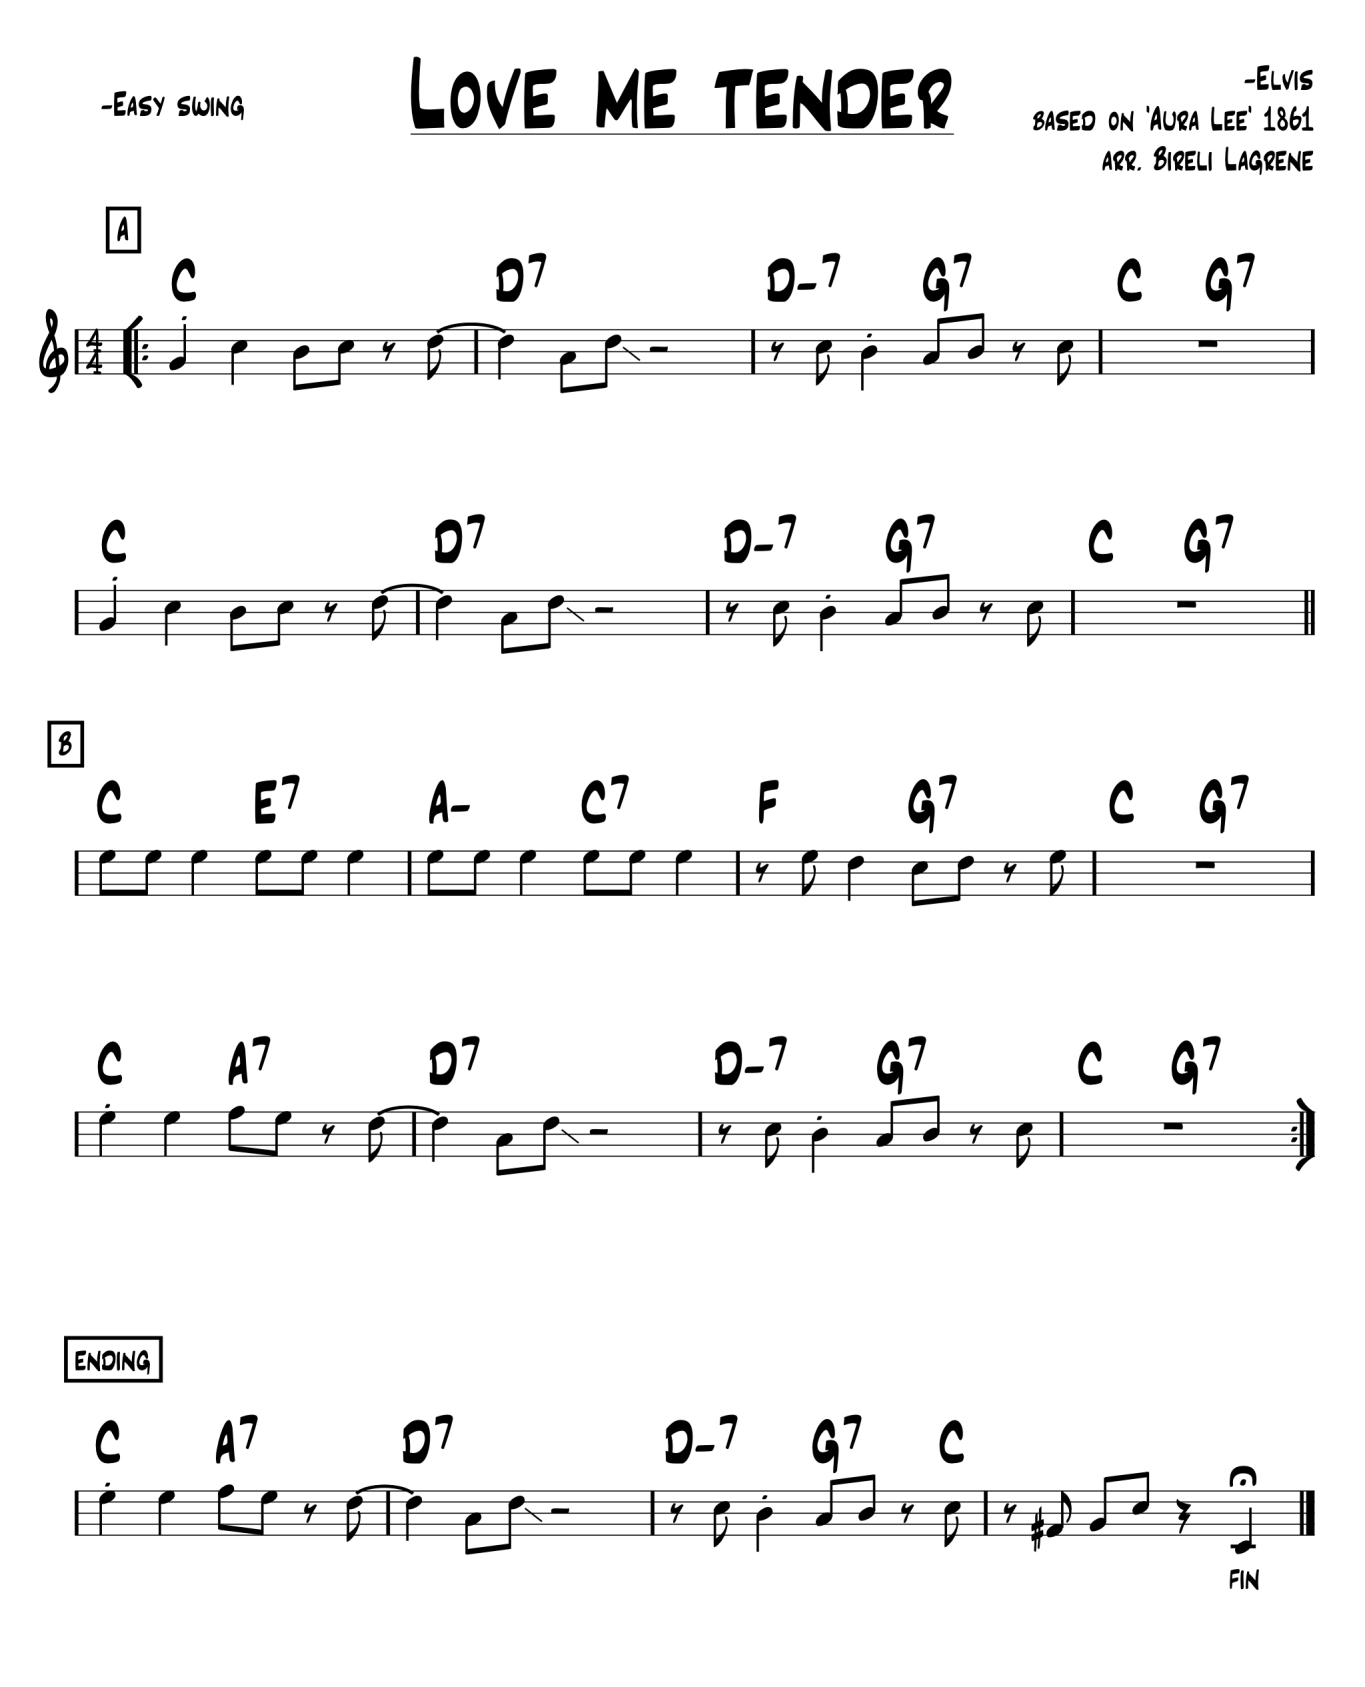 -Easy swing
Love me tender
-Elvis
based on 'Aura Lee' 1861
arr. Bireli Lagrene
A
C D7 D-7 G7 C G7
4
4
C D7 D-7 G7 C G7
B
C E7 A- C7 F G7 C G7
C A7 D7 D-7 G7 C G7
ENDING
C A7 D7 D-7 G7 C
FIN